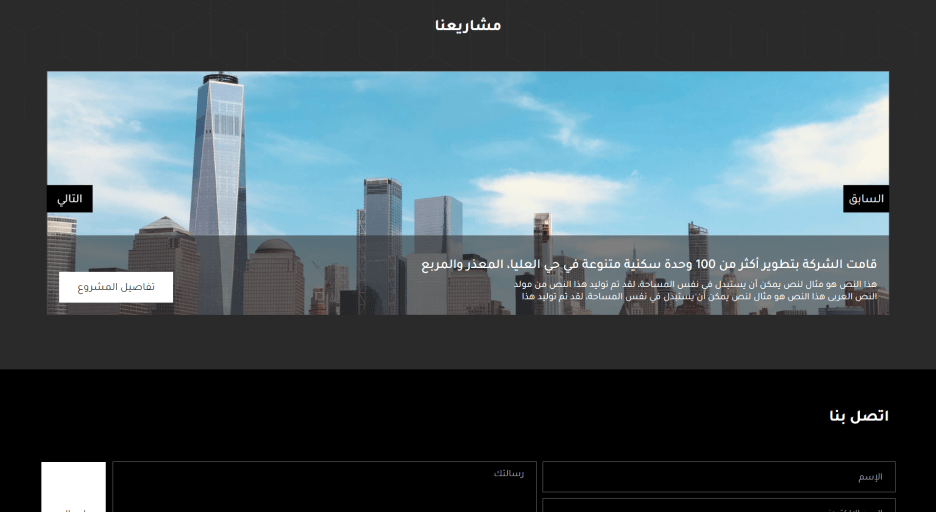 مشاريعنا
السابق
التالي
قامت الشركة بتطوير أكثر من 100 وحدة سكنية متنوعة في حي العليا، المعذر والمربع
هذا النص هو مثال لنص يمكن أن يستبدل في نفس المساحة، لقد تم توليد هذا النص من مولد
النص العربى هذا النص هو مثال لنص يمكن أن يستبدل في نفس المساحة، لقد تم توليد هذا
تفاصيل المشروع
اتصل بنا
الإسم
رسالتك